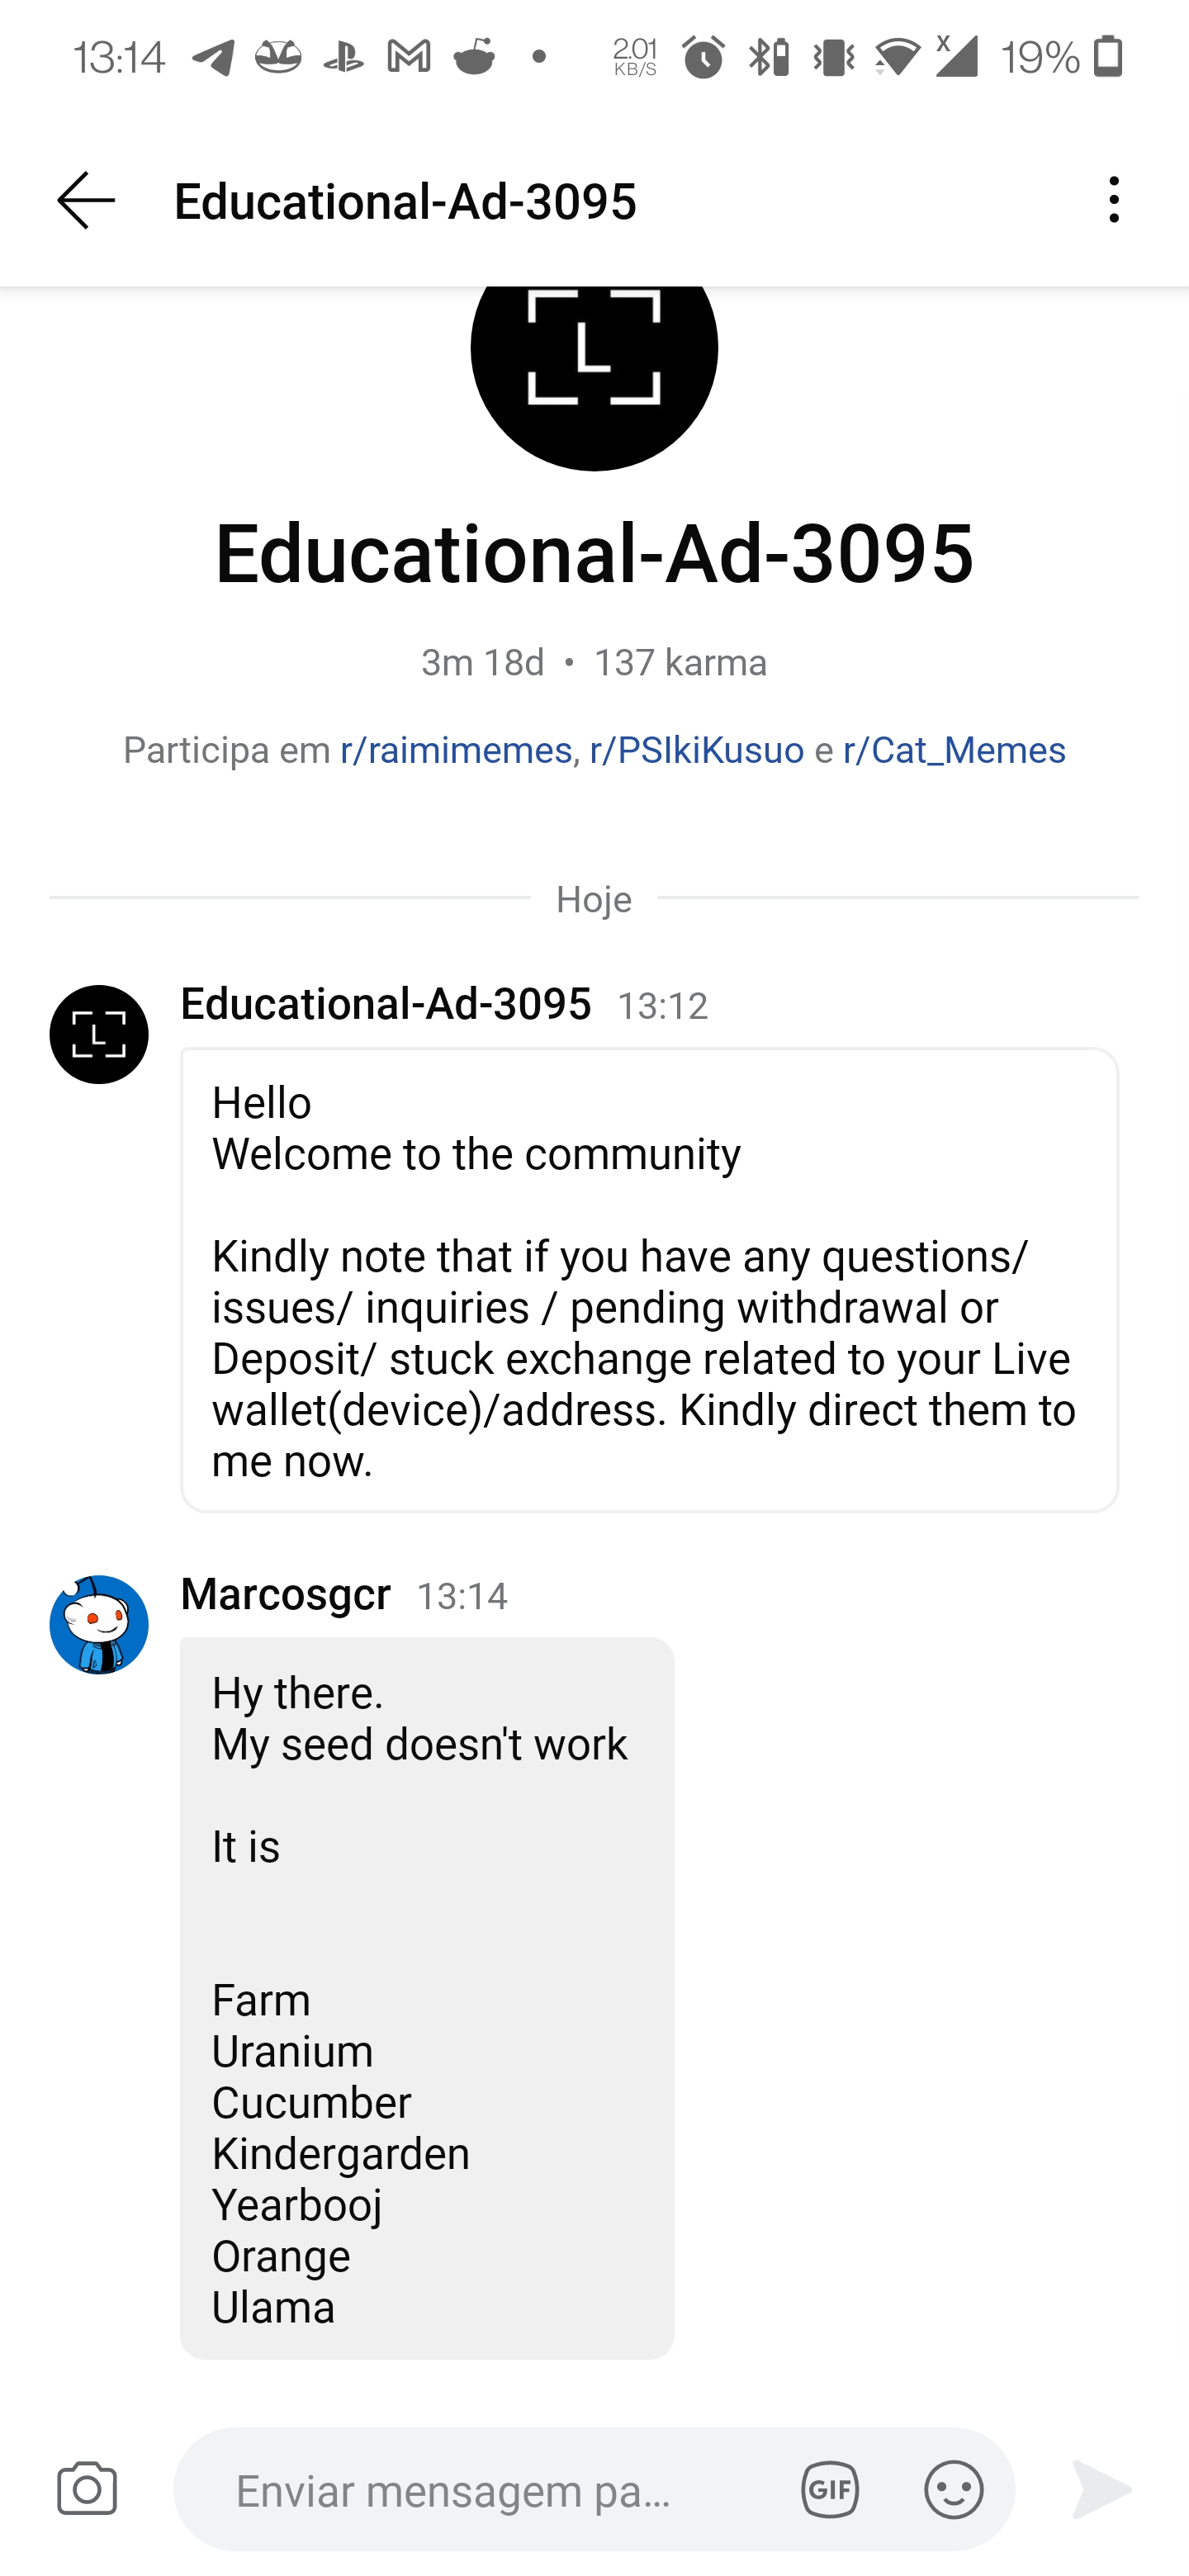 13:14
2.01
KB/S
X
19%
Educational-Ad-3095
L
Educational-Ad-3095
3m 18d • 137 karma
Participa em r/raimimemes, r/PSIkiKusuo e r/Cat_Memes
Hoje
L
Educational-Ad-3095 13:12
Hello
Welcome to the community
Kindly note that if you have any questions/
issues/ inquiries / pending withdrawal or
Deposit/ stuck exchange related to your Live
wallet(device)/address. Kindly direct them to
me now.
Marcosgcr 13:14
Hy there.
My seed doesn't work
It is
Farm
Uranium
Cucumber
Kindergarden
Yearbooj
Orange
Ulama
Enviar mensagem pa...
GIF